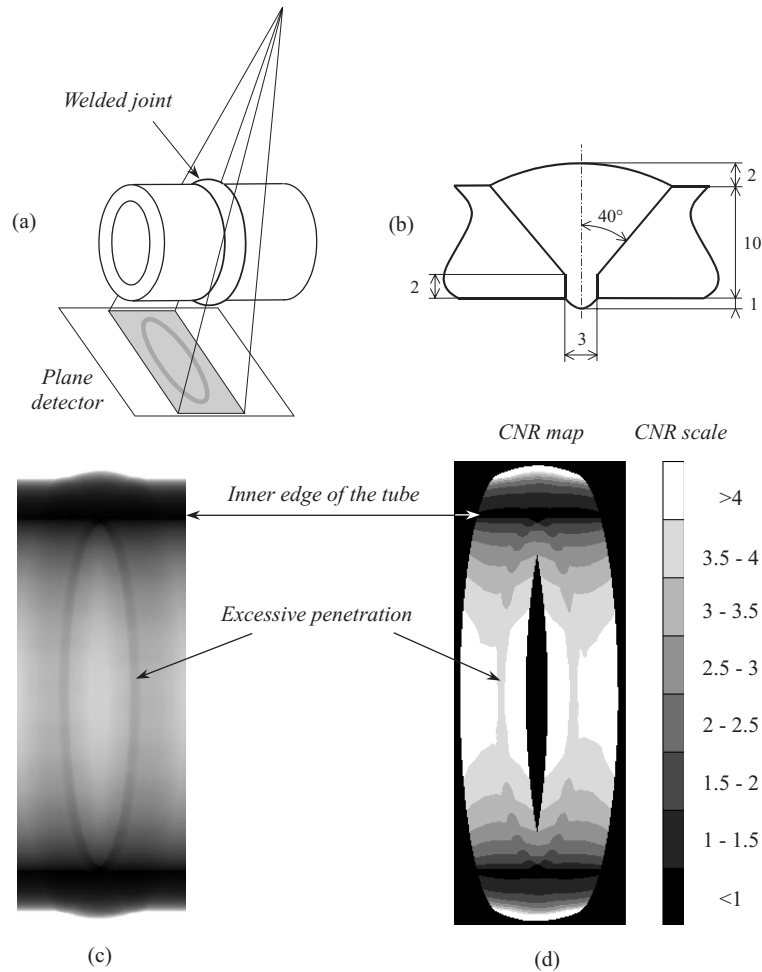 Welded joint
(a)
Plane
detector
(b)
40°
2
10
2
1
3
CNR map
CNR scale
Inner edge of the tube
Excessive penetration
>4
3.5 - 4
3 - 3.5
2.5 - 3
2 - 2.5
1.5 - 2
1 - 1.5
<1
(c)
(d)